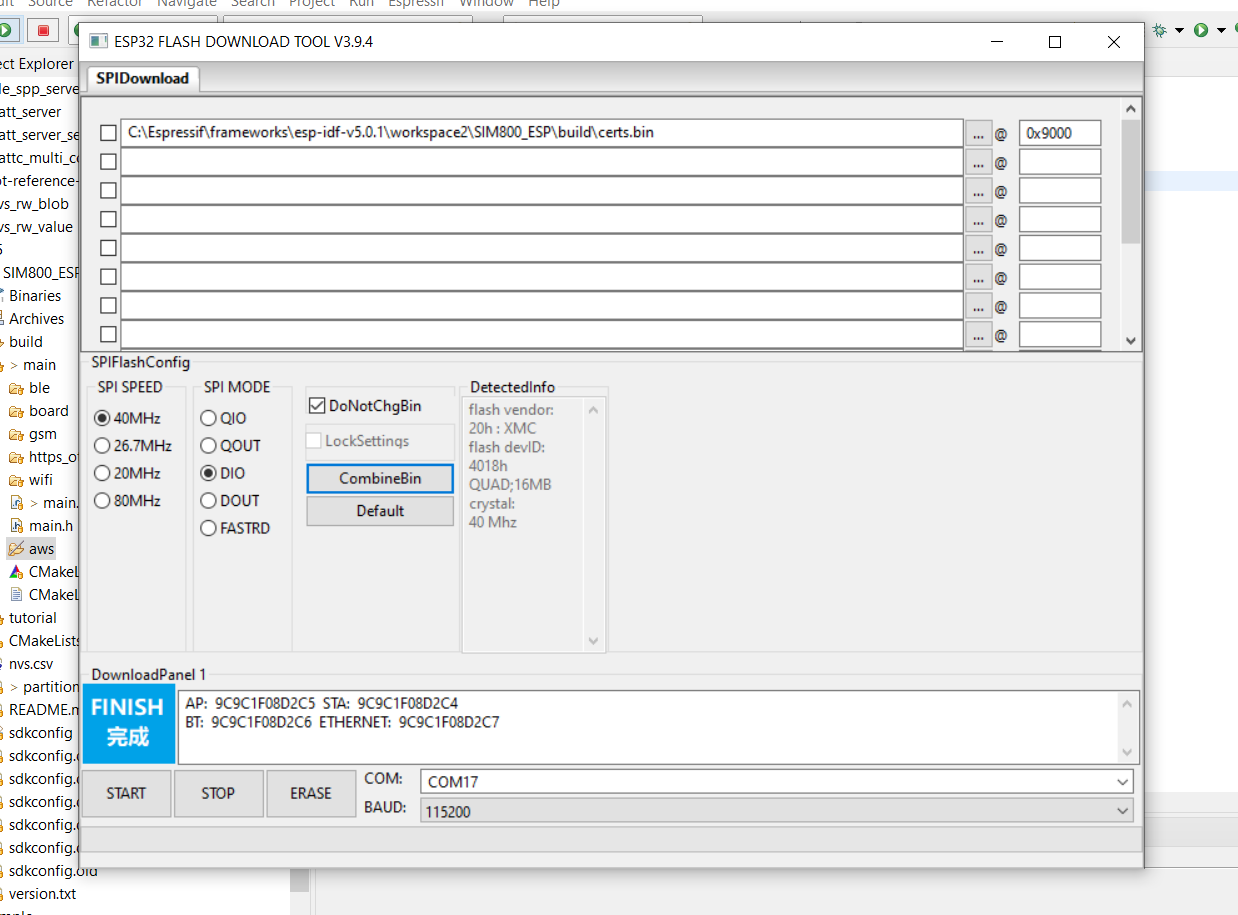 Source Refactor Navigate Search Project Run Espressif Window Help
ESP32 FLASH DOWNLOAD TOOL V3.9.4
ect Explorer
SPIDownload
le_spp_serve
att_server
att_server_se
attc_multi_co
ot-reference-
vs_rw_blob
vs_rw_value
SIM800_ESP
Binaries
Archives
build
> main
ble
board
gsm
https_ot
wifi
> main.
main.h
aws
CMakeL
CMakeL
tutorial
CMakeLists
nvs.csv
> partition
README.m
sdkconfig
sdkconfig.
sdkconfig.
sdkconfig.
sdkconfig.
sdkconfig.
sdkconfig.old
version.txt
C:\Espressif\frameworks\esp-idf-v5.0.1\workspace2\SIM800_ESP\build\certs.bin ... @ 0x9000
... @
... @
... @
... @
... @
... @
... @
SPIFlashConfig
SPI SPEED
40MHz
26.7MHz
20MHz
80MHz
SPI MODE
QIO
QOUT
DIO
DOUT
FASTRD
DoNotChgBin
LockSettings
CombineBin
Default
DetectedInfo
flash vendor:
20h : XMC
flash devID:
4018h
QUAD;16MB
crystal:
40 Mhz
DownloadPanel 1
FINISH
完成
AP: 9C9C1F08D2C5 STA: 9C9C1F08D2C4
BT: 9C9C1F08D2C6 ETHERNET: 9C9C1F08D2C7
START STOP ERASE
COM: COM17
BAUD: 115200